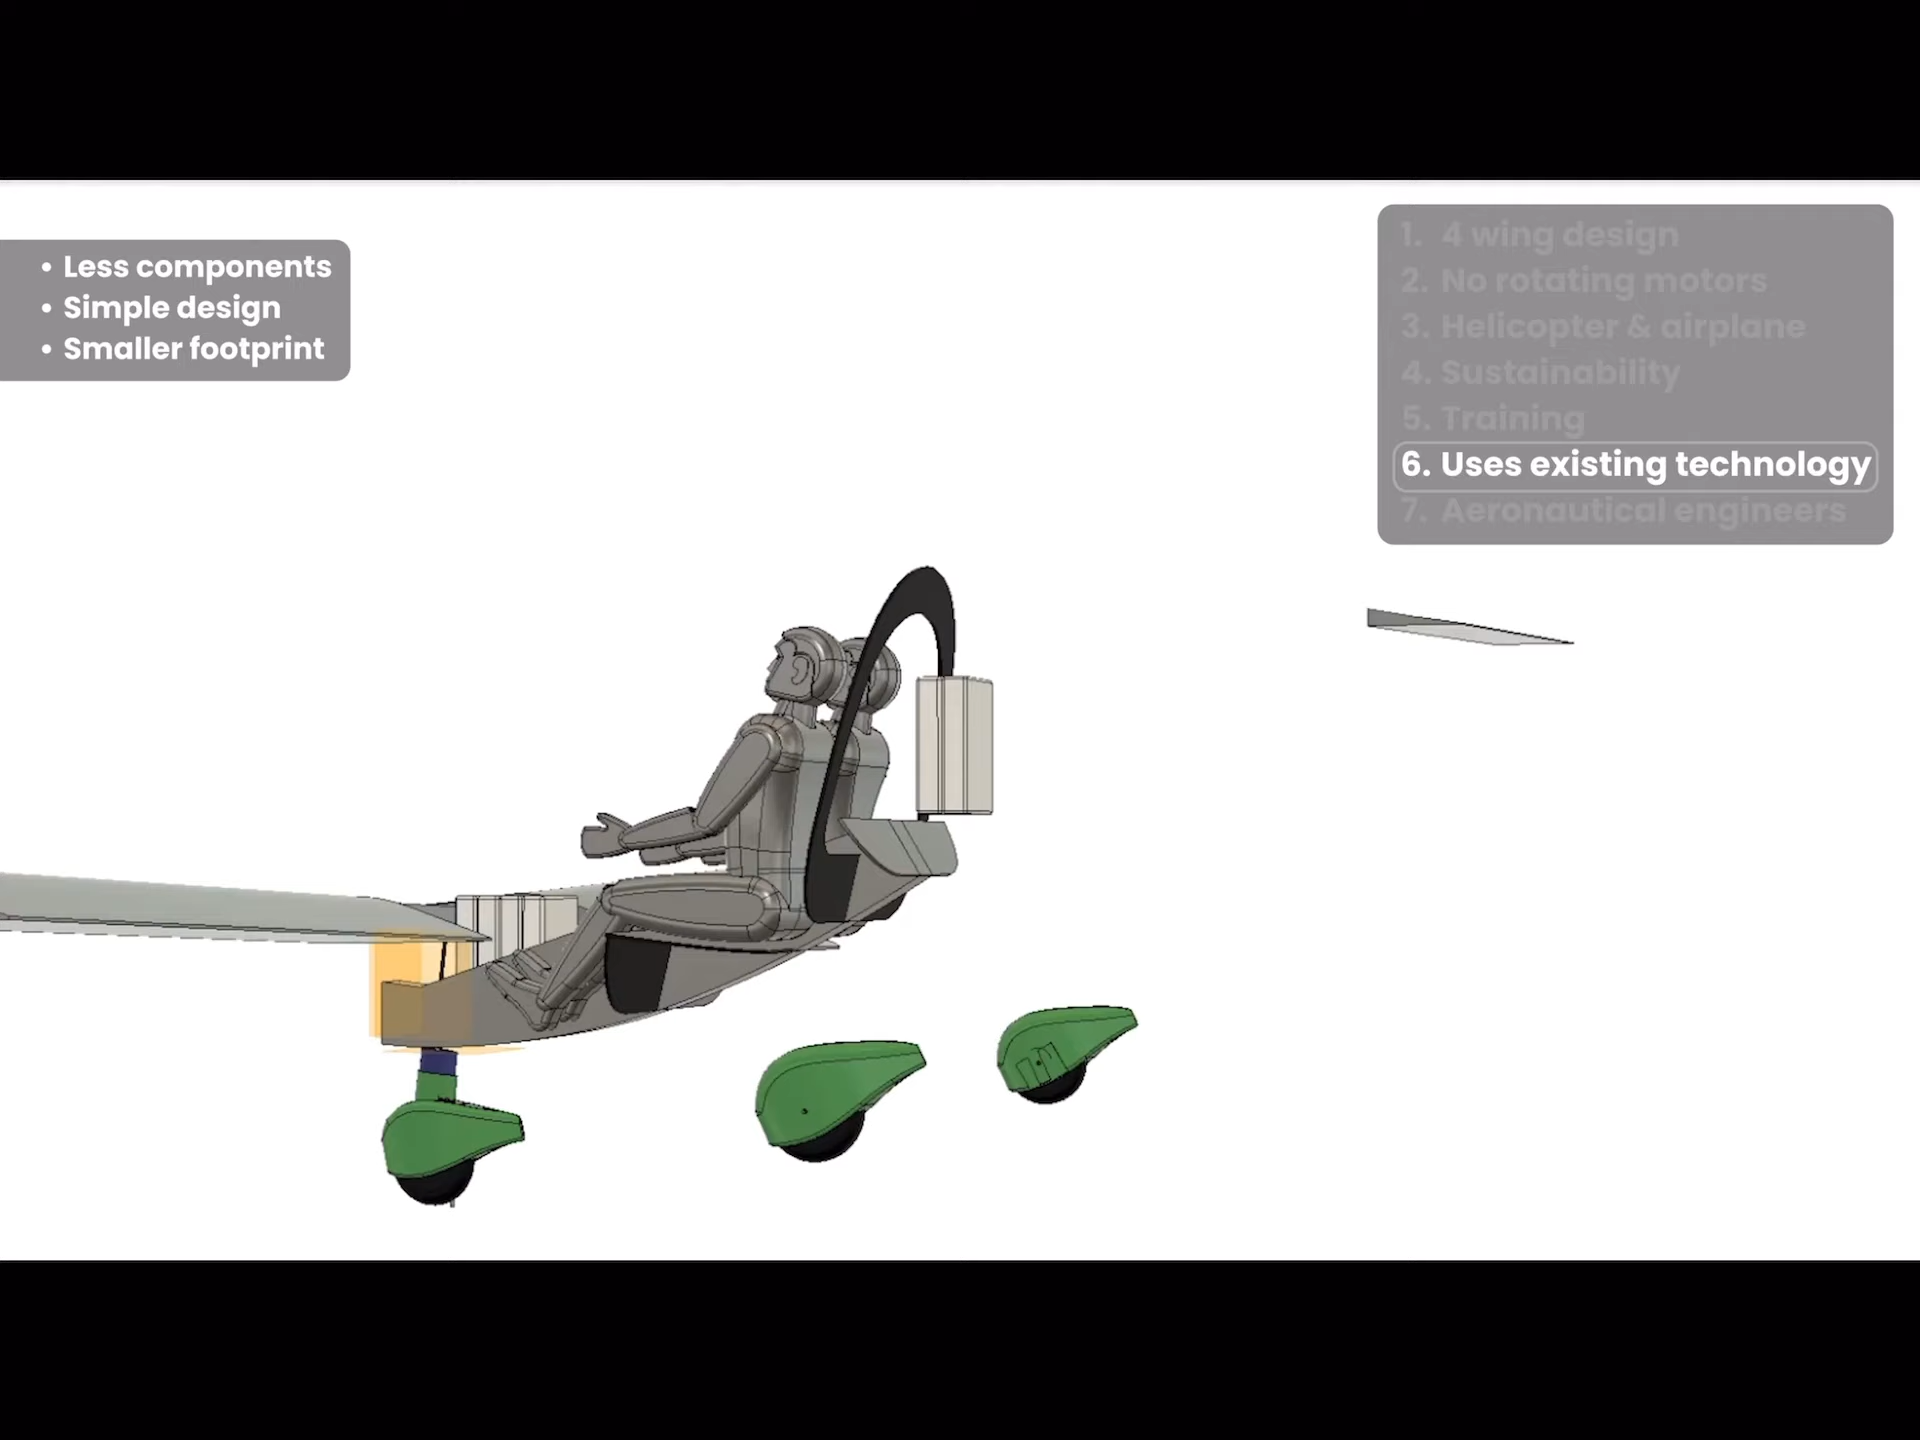 • Less components
• Simple design
• Smaller footprint
1. 4 wing design
2. No rotating motors
3. Helicopter & airplane
4. Sustainability
5. Training
6. Uses existing technology
7. Aeronautical engineers